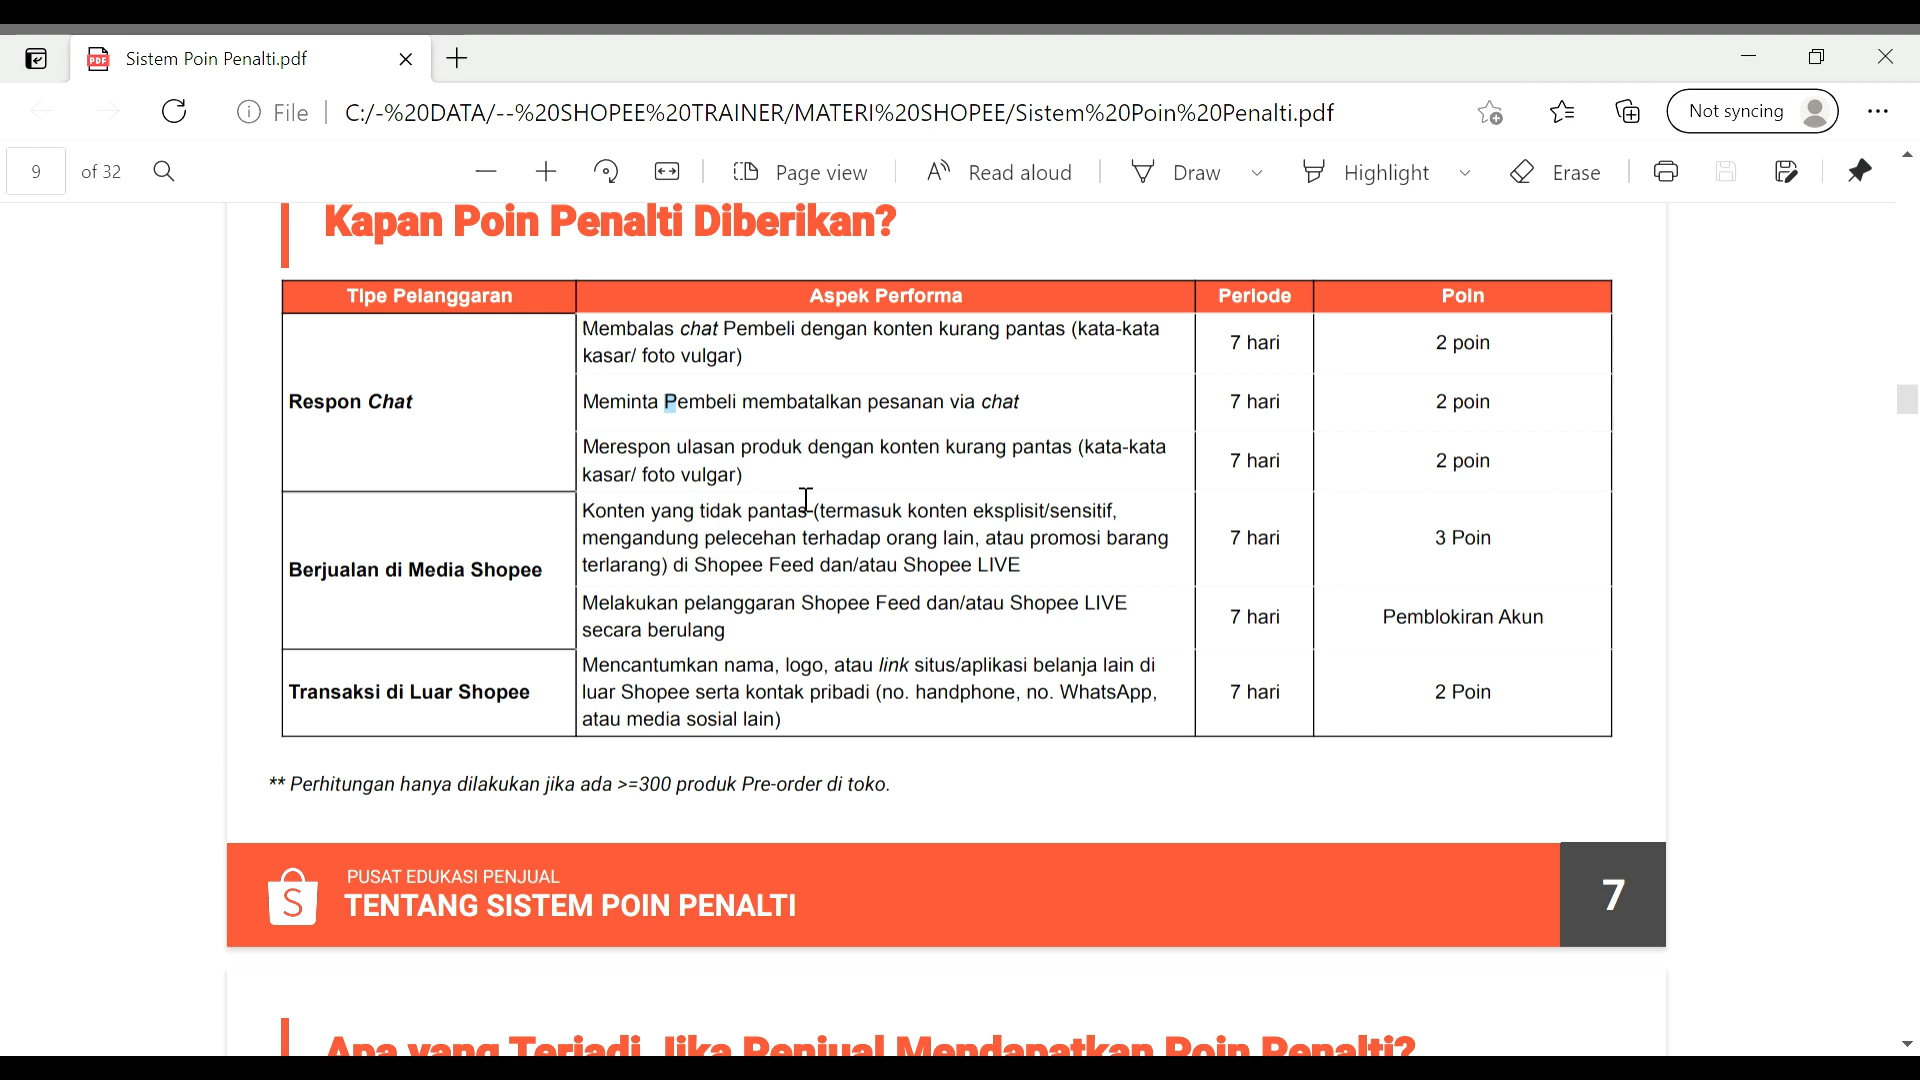 Sistem Poin Penalti.pdf
File
C:/-%20DATA/--%20SHOPEE%20TRAINER/MATERI%20SHOPEE/Sistem%20Poin%20Penalti.pdf
Not syncing
9 of 32
Page view
Read aloud
Draw
Highlight
Erase
Kapan Poin Penalti Diberikan?
Tipe Pelanggaran Aspek Performa Periode Poin
Respon Chat
Membalas chat Pembeli dengan konten kurang pantas (kata-kata
kasar/ foto vulgar)
7 hari 2 poin
Meminta Pembeli membatalkan pesanan via chat 7 hari 2 poin
Merespon ulasan produk dengan konten kurang pantas (kata-kata
kasar/ foto vulgar)
7 hari 2 poin
Berjualan di Media Shopee
Konten yang tidak pantas (termasuk konten eksplisit/sensitif,
mengandung pelecehan terhadap orang lain, atau promosi barang
terlarang) di Shopee Feed dan/atau Shopee LIVE
7 hari 3 Poin
Melakukan pelanggaran Shopee Feed dan/atau Shopee LIVE
secara berulang
7 hari Pemblokiran Akun
Transaksi di Luar Shopee
Mencantumkan nama, logo, atau link situs/aplikasi belanja lain di
luar Shopee serta kontak pribadi (no. handphone, no. WhatsApp,
atau media sosial lain)
7 hari 2 Poin
** Perhitungan hanya dilakukan jika ada >=300 produk Pre-order di toko.
PUSAT EDUKASI PENJUAL
TENTANG SISTEM POIN PENALTI
7
Apa yang Terjadi Jika Penjual Mendapatkan Poin Penalti?